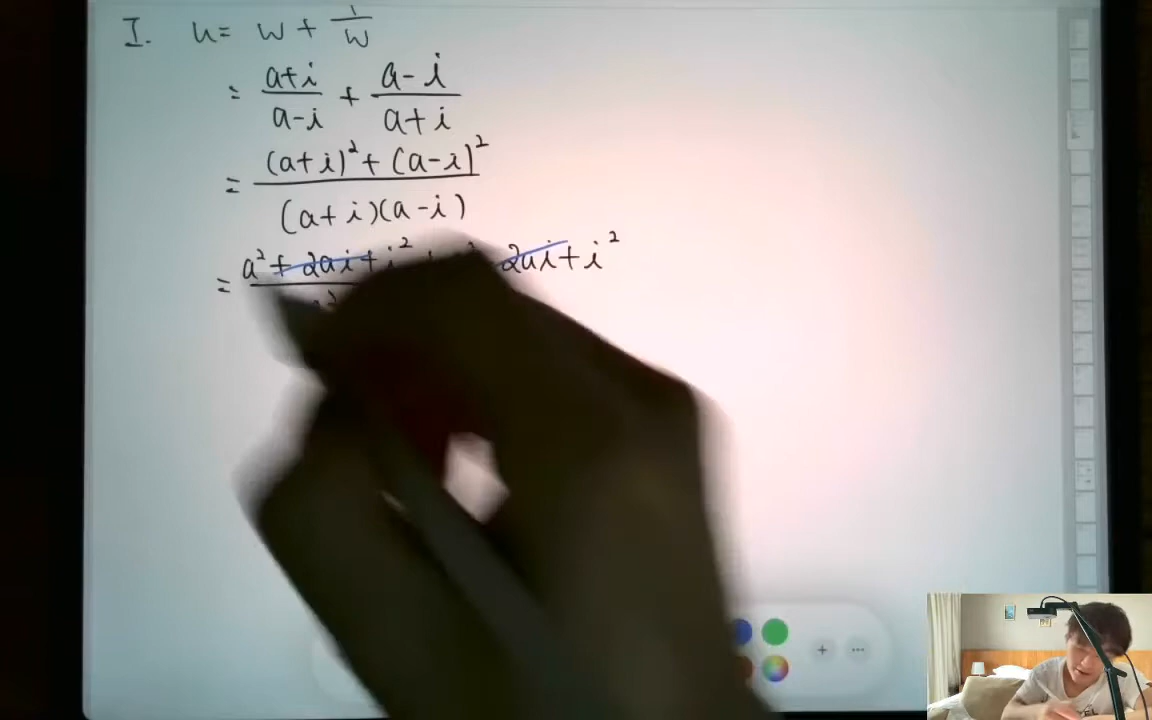 I. u = w + 1/w
= (a+i)/(a-i) + (a-i)/(a+i)
= ((a+i)² + (a-i)²)/((a+i)(a-i))
= a² + 2ai + i² 2ai + i²